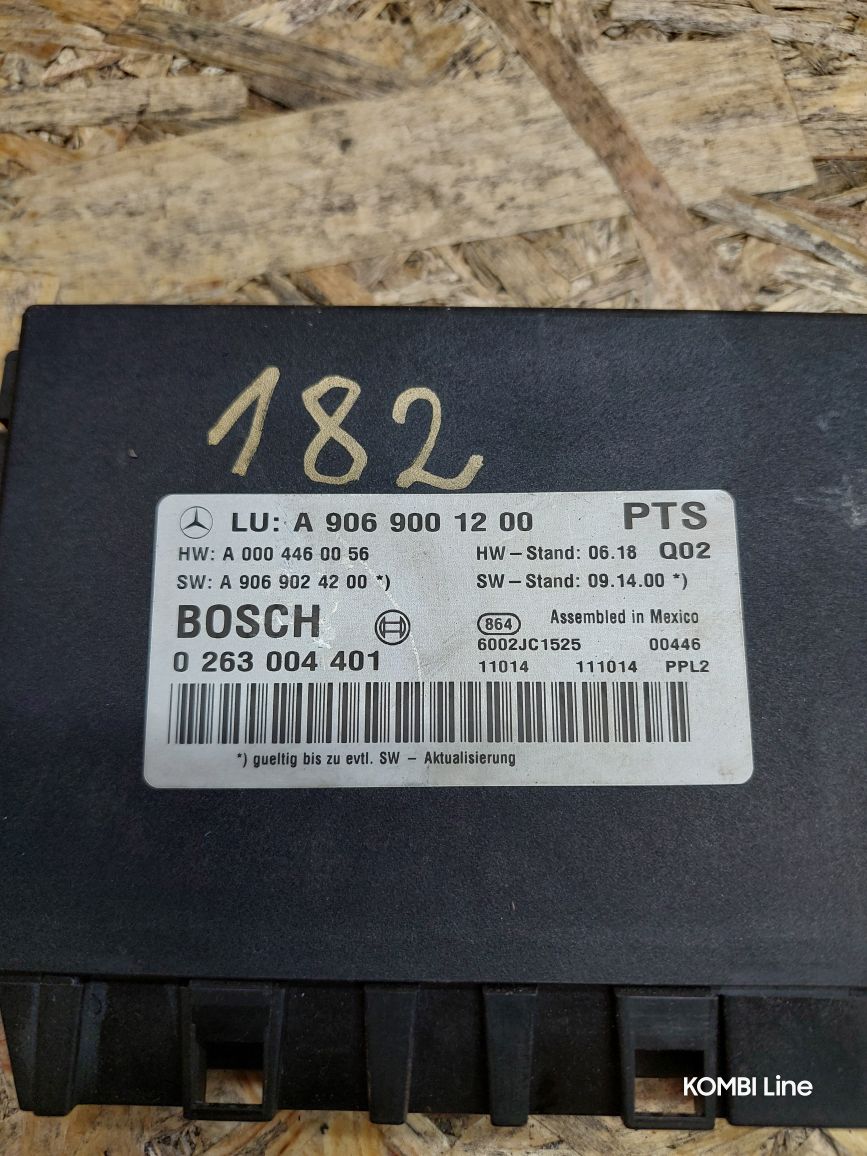 182
LU: A 906 900 12 00 PTS
HW: A 000 446 00 56 HW-Stand: 06.18 Q02
SW: A 906 902 42 00 *) SW-Stand: 09.14.00 *)
BOSCH 864 Assembled in Mexico
6002JC1525 00446
0 263 004 401 11014 111014 PPL2
*) gueltig bis zu evtl. SW - Aktualisierung
KOMBI Line